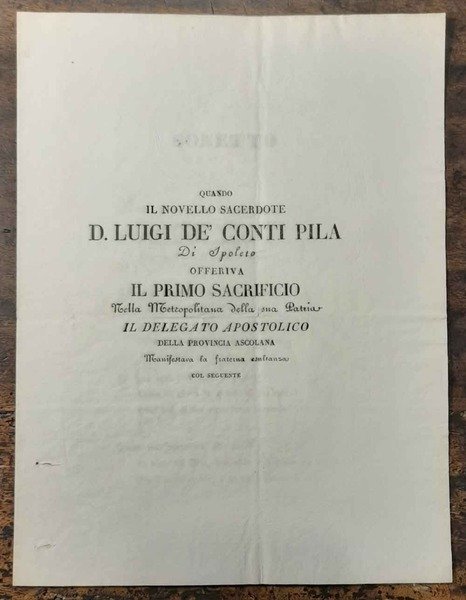 QUANDO
IL NOVELLO SACERDOTE
D. LUIGI DE' CONTI PILA
Di Spoleto
OFFERIVA
IL PRIMO SACRIFICIO
Nella Metropolitana della sua Patria
IL DELEGATO APOSTOLICO
DELLA PROVINCIA ASCOLANA
Manifestava la fraterna esultanza
COL SEGUENTE